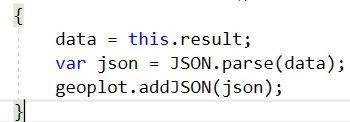 {
data = this.result;
var json = JSON.parse(data);
geoplot.addJSON(json);
}